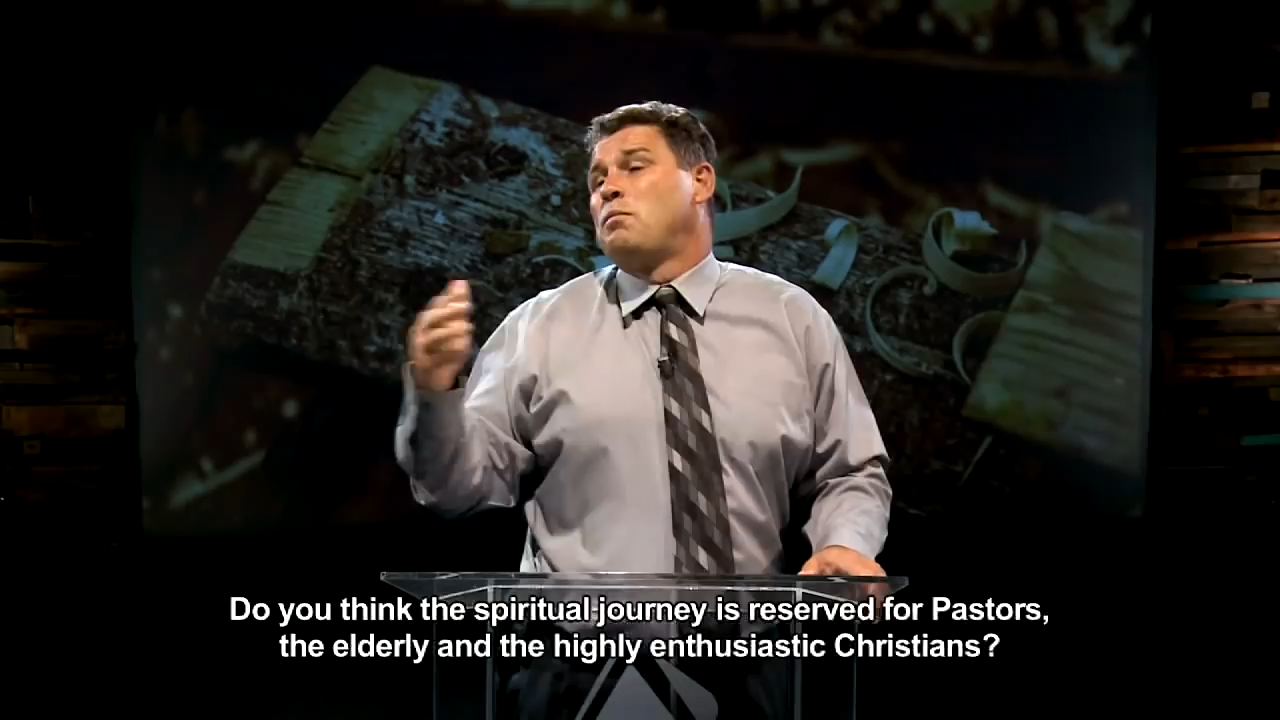 Do you think the spiritual journey is reserved for Pastors,
the elderly and the highly enthusiastic Christians?